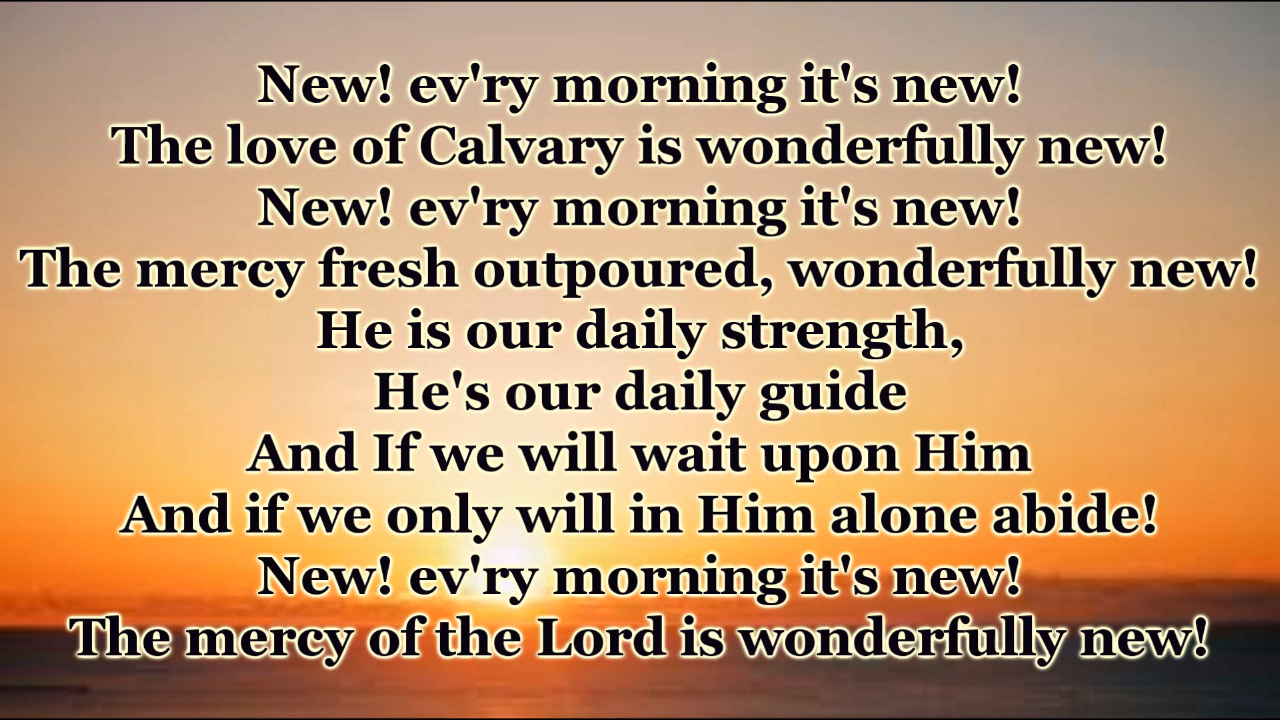 New! ev'ry morning it's new!
The love of Calvary is wonderfully new!
New! ev'ry morning it's new!
The mercy fresh outpoured, wonderfully new!
He is our daily strength,
He's our daily guide
And If we will wait upon Him
And if we only will in Him alone abide!
New! ev'ry morning it's new!
The mercy of the Lord is wonderfully new!